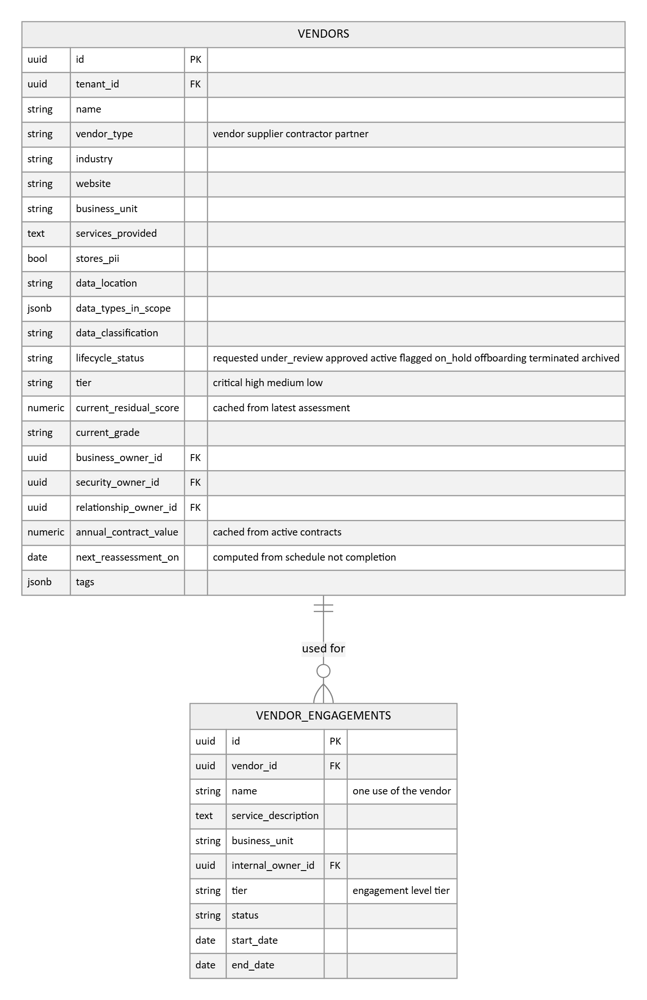 VENDORS
uuid id PK
uuid tenant_id FK
string name
string vendor_type vendor supplier contractor partner
string industry
string website
string business_unit
text services_provided
bool stores_pii
string data_location
jsonb data_types_in_scope
string data_classification
string lifecycle_status requested under_review approved active flagged on_hold offboarding terminated archived
string tier critical high medium low
numeric current_residual_score cached from latest assessment
string current_grade
uuid business_owner_id FK
uuid security_owner_id FK
uuid relationship_owner_id FK
numeric annual_contract_value cached from active contracts
date next_reassessment_on computed from schedule not completion
jsonb tags
used for
VENDOR_ENGAGEMENTS
uuid id PK
uuid vendor_id FK
string name one use of the vendor
text service_description
string business_unit
uuid internal_owner_id FK
string tier engagement level tier
string status
date start_date
date end_date